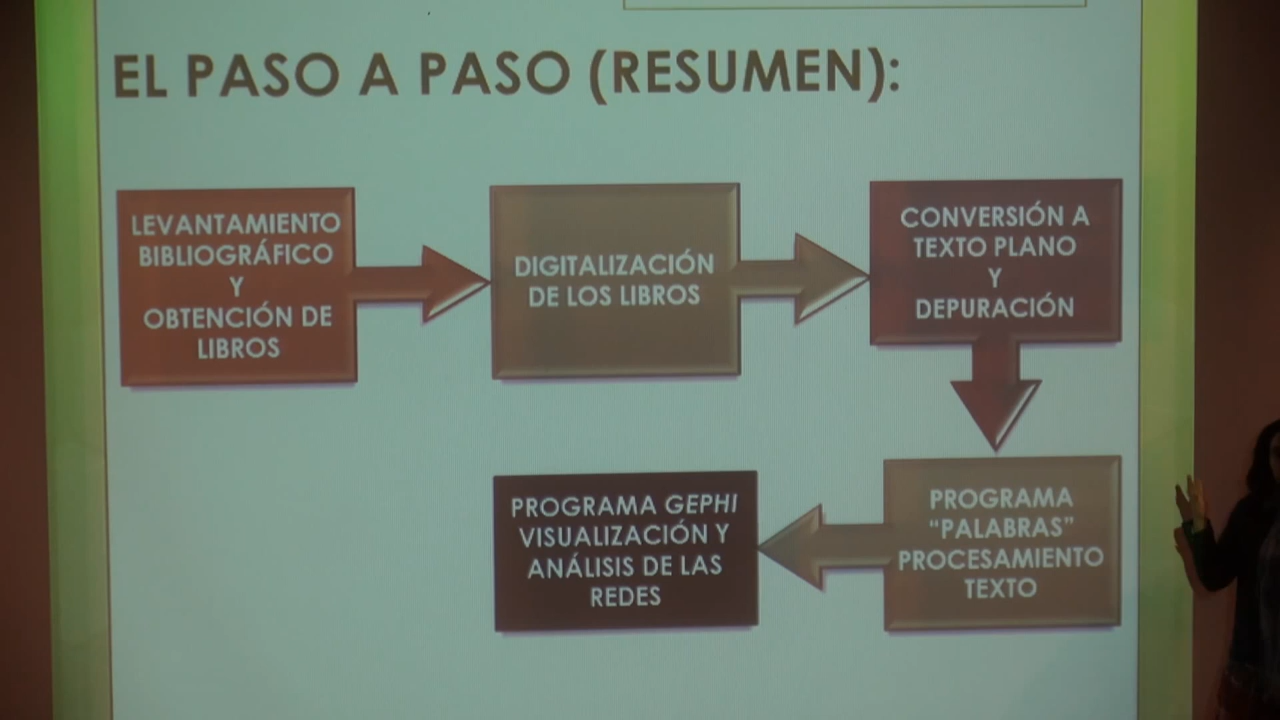 EL PASO A PASO (RESUMEN):
LEVANTAMIENTO
BIBLIOGRÁFICO
Y
OBTENCIÓN DE
LIBROS
DIGITALIZACIÓN
DE LOS LIBROS
CONVERSIÓN A
TEXTO PLANO
Y
DEPURACIÓN
PROGRAMA
“PALABRAS”
PROCESAMIENTO
TEXTO
PROGRAMA GEPHI
VISUALIZACIÓN Y
ANÁLISIS DE LAS
REDES